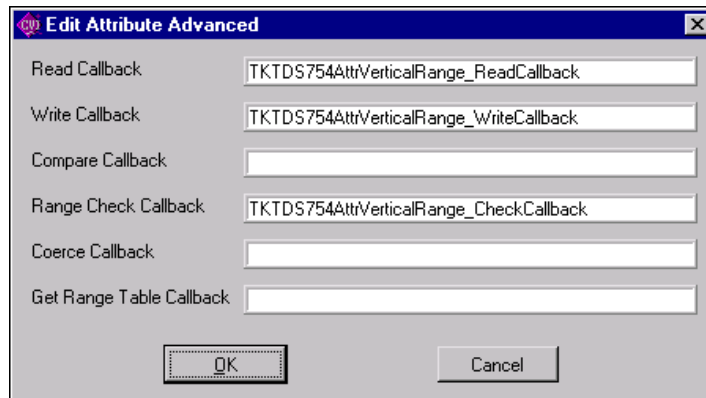 CVI Edit Attribute Advanced
Read Callback TKTDS754AttrVerticalRange_ReadCallback
Write Callback TKTDS754AttrVerticalRange_WriteCallback
Compare Callback
Range Check Callback TKTDS754AttrVerticalRange_CheckCallback
Coerce Callback
Get Range Table Callback
OK Cancel